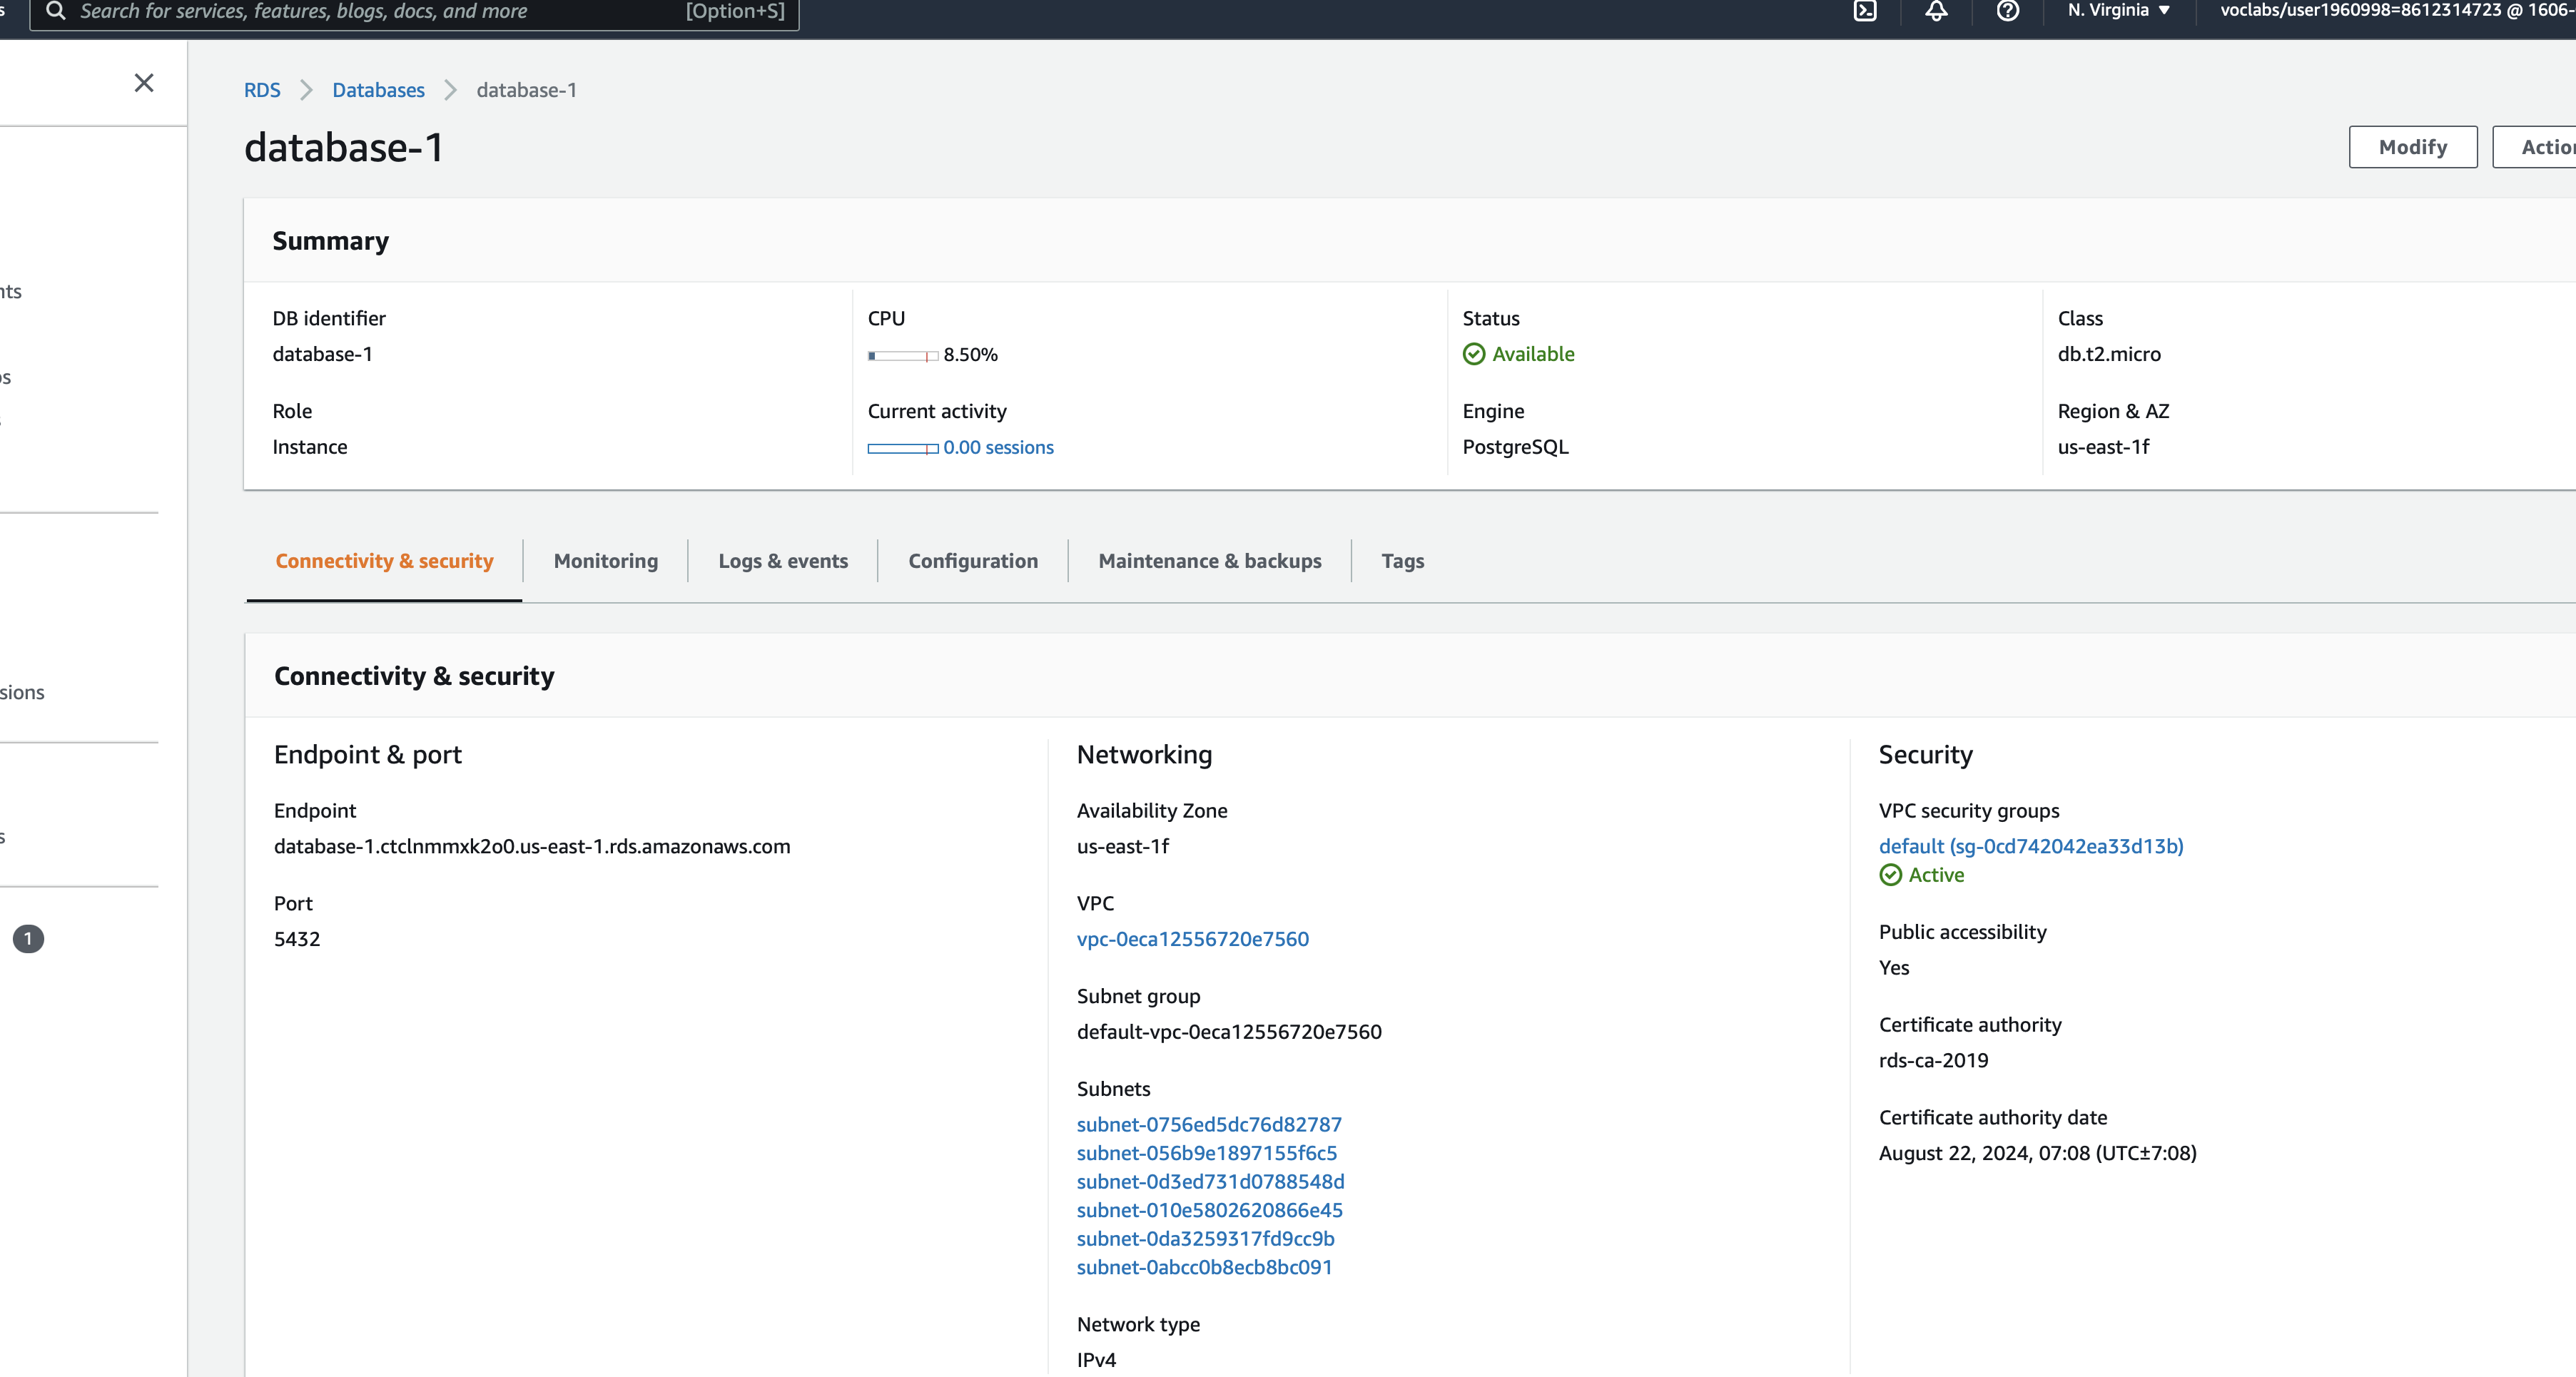 Search for services, features, blogs, docs, and more [Option+S] N. Virginia voclabs/user1960998=8612314723 @ 1606-
RDS Databases database-1
database-1
Modify
Summary
DB identifier
database-1
CPU
8.50%
Status
Available
Class
db.t2.micro
Role
Instance
Current activity
0.00 sessions
Engine
PostgreSQL
Region & AZ
us-east-1f
Connectivity & security Monitoring Logs & events Configuration Maintenance & backups Tags
Connectivity & security
Endpoint & port
Endpoint
database-1.ctclnmmxk2o0.us-east-1.rds.amazonaws.com
Port
5432
Networking
Availability Zone
us-east-1f
VPC
vpc-0eca12556720e7560
Subnet group
default-vpc-0eca12556720e7560
Subnets
subnet-0756ed5dc76d82787
subnet-056b9e1897155f6c5
subnet-0d3ed731d0788548d
subnet-010e5802620866e45
subnet-0da3259317fd9cc9b
subnet-0abcc0b8ecb8bc091
Network type
IPv4
Security
VPC security groups
default (sg-0cd742042ea33d13b)
Active
Public accessibility
Yes
Certificate authority
rds-ca-2019
Certificate authority date
August 22, 2024, 07:08 (UTC±7:08)
nts
sions
1